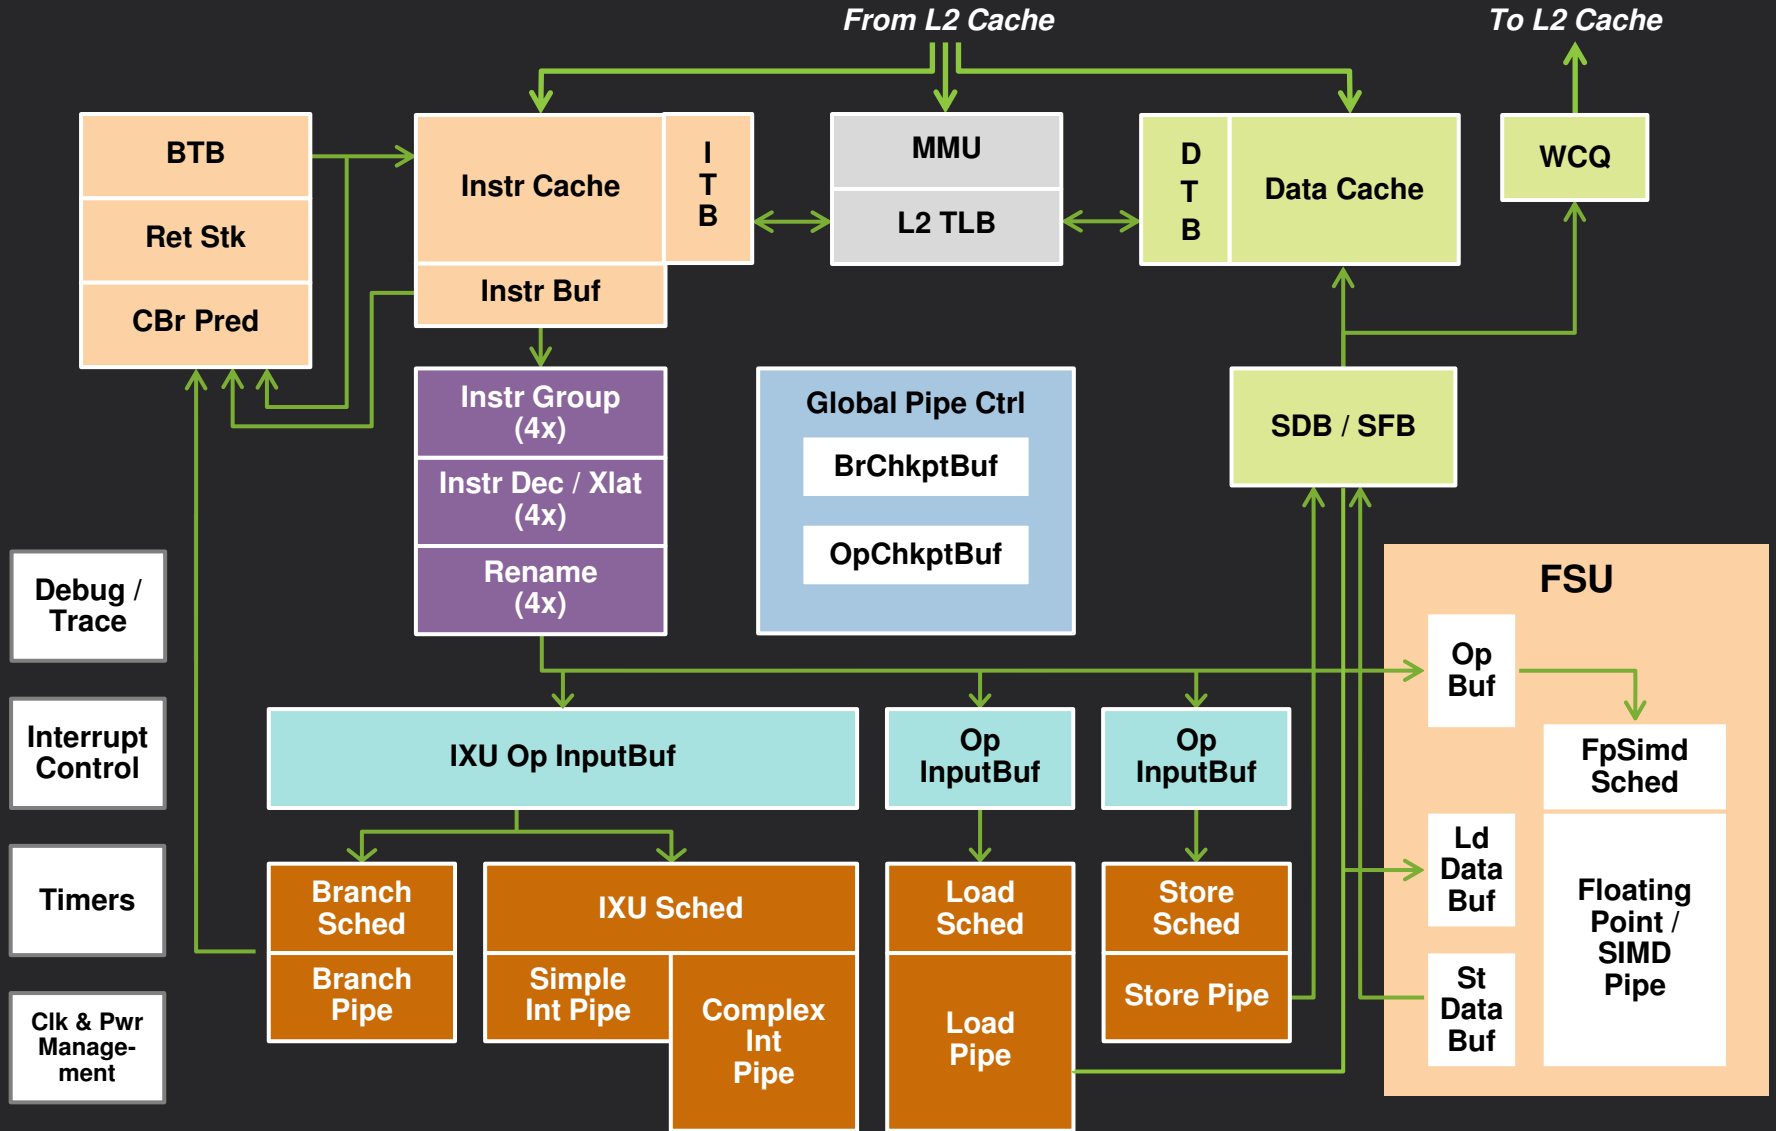 From L2 Cache
To L2 Cache
BTB
Ret Stk
CBr Pred
Instr Cache
I
T
B
Instr Buf
MMU
L2 TLB
D
T
B
Data Cache
WCQ
Instr Group
(4x)
Instr Dec / Xlat
(4x)
Rename
(4x)
Global Pipe Ctrl
BrChkptBuf
OpChkptBuf
SDB / SFB
Debug /
Trace
Interrupt
Control
Timers
Clk & Pwr
Manage-
ment
IXU Op InputBuf
Op
InputBuf
Op
InputBuf
Branch
Sched
Branch
Pipe
IXU Sched
Simple
Int Pipe
Complex
Int
Pipe
Load
Sched
Load
Pipe
Store
Sched
Store Pipe
FSU
Op
Buf
FpSimd
Sched
Ld
Data
Buf
St
Data
Buf
Floating
Point /
SIMD
Pipe